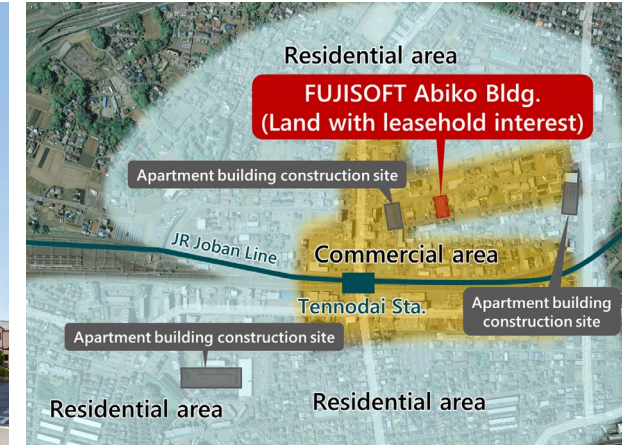 Residential area
FUJISOFT Abiko Bldg.
(Land with leasehold interest)
Apartment building construction site
JR Joban Line
Commercial area
Tennodai Sta.
Apartment building
construction site
Apartment building construction site
Residential area
Residential area